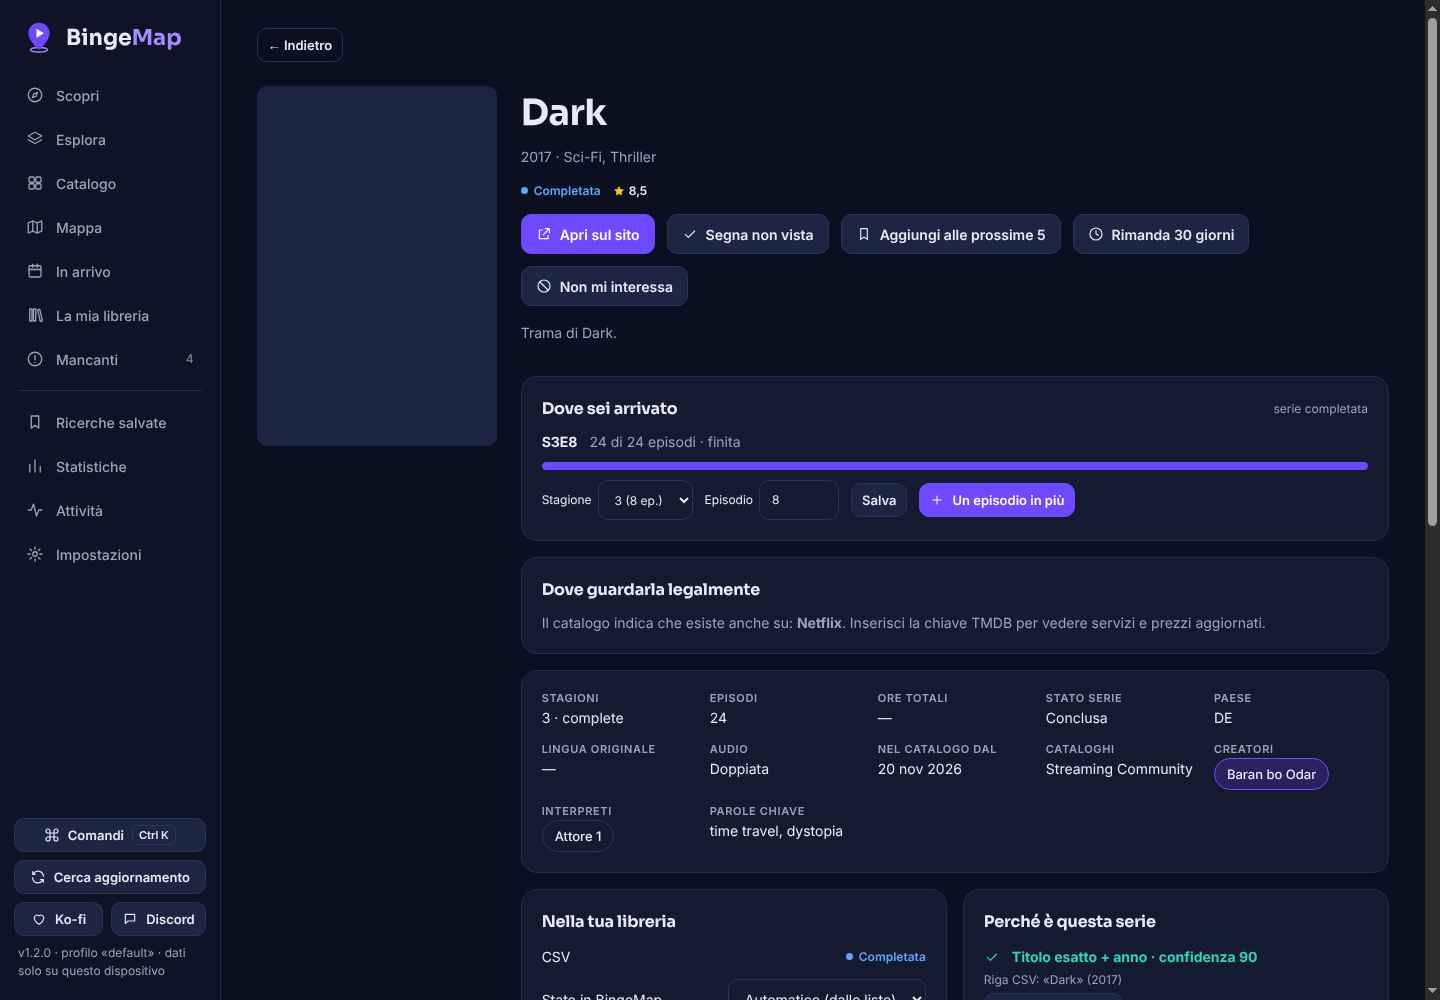 BingeMap
Scopri
Esplora
Catalogo
Mappa
In arrivo
La mia libreria
Mancanti 4
Ricerche salvate
Statistiche
Attività
Impostazioni
Comandi Ctrl K
Cerca aggiornamento
Ko-fi Discord
v1.2.0 · profilo «default» · dati
solo su questo dispositivo
← Indietro
Dark
2017 · Sci-Fi, Thriller
Completata 8,5
Apri sul sito Segna non vista Aggiungi alle prossime 5 Rimanda 30 giorni
Non mi interessa
Trama di Dark.
Dove sei arrivato serie completata
S3E8 24 di 24 episodi · finita
Stagione 3 (8 ep.) Episodio 8 Salva + Un episodio in più
Dove guardarla legalmente
Il catalogo indica che esiste anche su: Netflix. Inserisci la chiave TMDB per vedere servizi e prezzi aggiornati.
STAGIONI EPISODI ORE TOTALI STATO SERIE PAESE
3 · complete 24 — Conclusa DE
LINGUA ORIGINALE AUDIO NEL CATALOGO DAL CATALOGHI CREATORI
— Doppiata 20 nov 2026 Streaming Community Baran bo Odar
INTERPRETI PAROLE CHIAVE
Attore 1 time travel, dystopia
Nella tua libreria
CSV Completata
Stato in BingeMap Automatico (dalle liste)
Perché è questa serie
Titolo esatto + anno · confidenza 90
Riga CSV: «Dark» (2017)